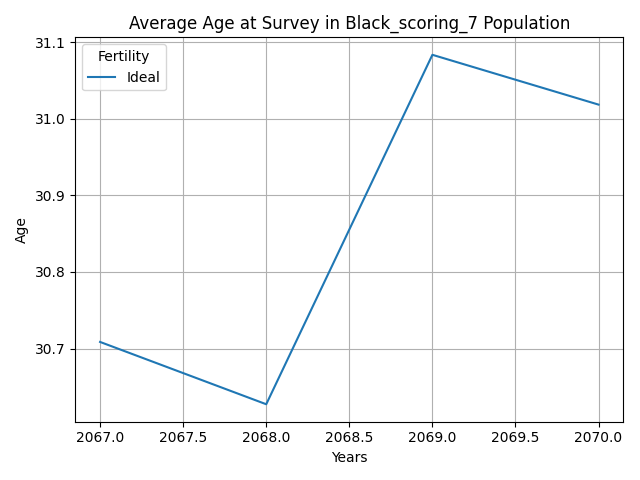 Average Age at Survey in Black_scoring_7 Population
Fertility
Ideal
31.1
31.0
30.9
30.8
30.7
Age
2067.0 2067.5 2068.0 2068.5 2069.0 2069.5 2070.0
Years